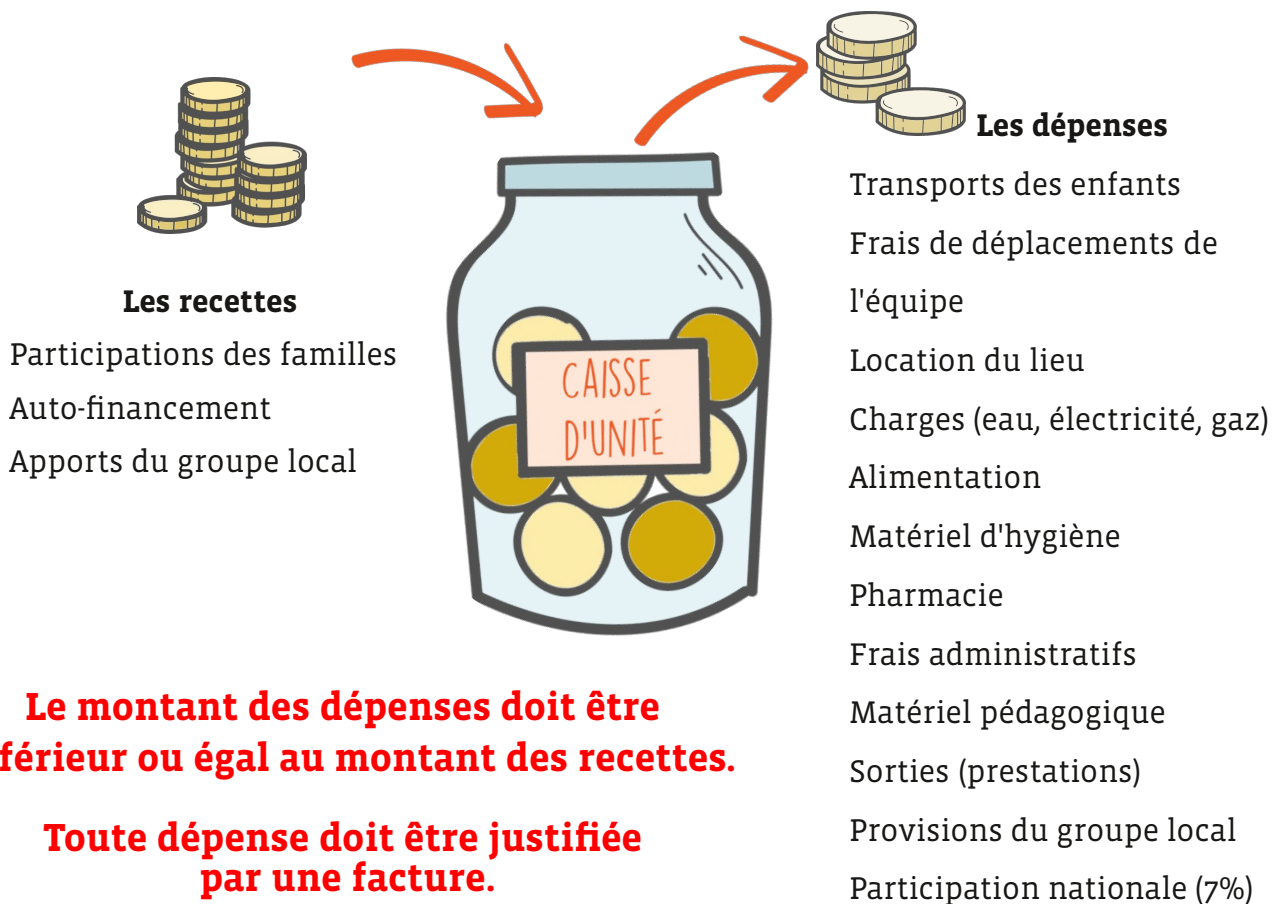 Les recettes
Participations des familles
Auto-financement
Apports du groupe local
CAISSE
D'UNITÉ
Les dépenses
Transports des enfants
Frais de déplacements de
l'équipe
Location du lieu
Charges (eau, électricité, gaz)
Alimentation
Matériel d'hygiène
Pharmacie
Frais administratifs
Matériel pédagogique
Sorties (prestations)
Provisions du groupe local
Participation nationale (7%)
Le montant des dépenses doit être
férieur ou égal au montant des recettes.
Toute dépense doit être justifiée
par une facture.